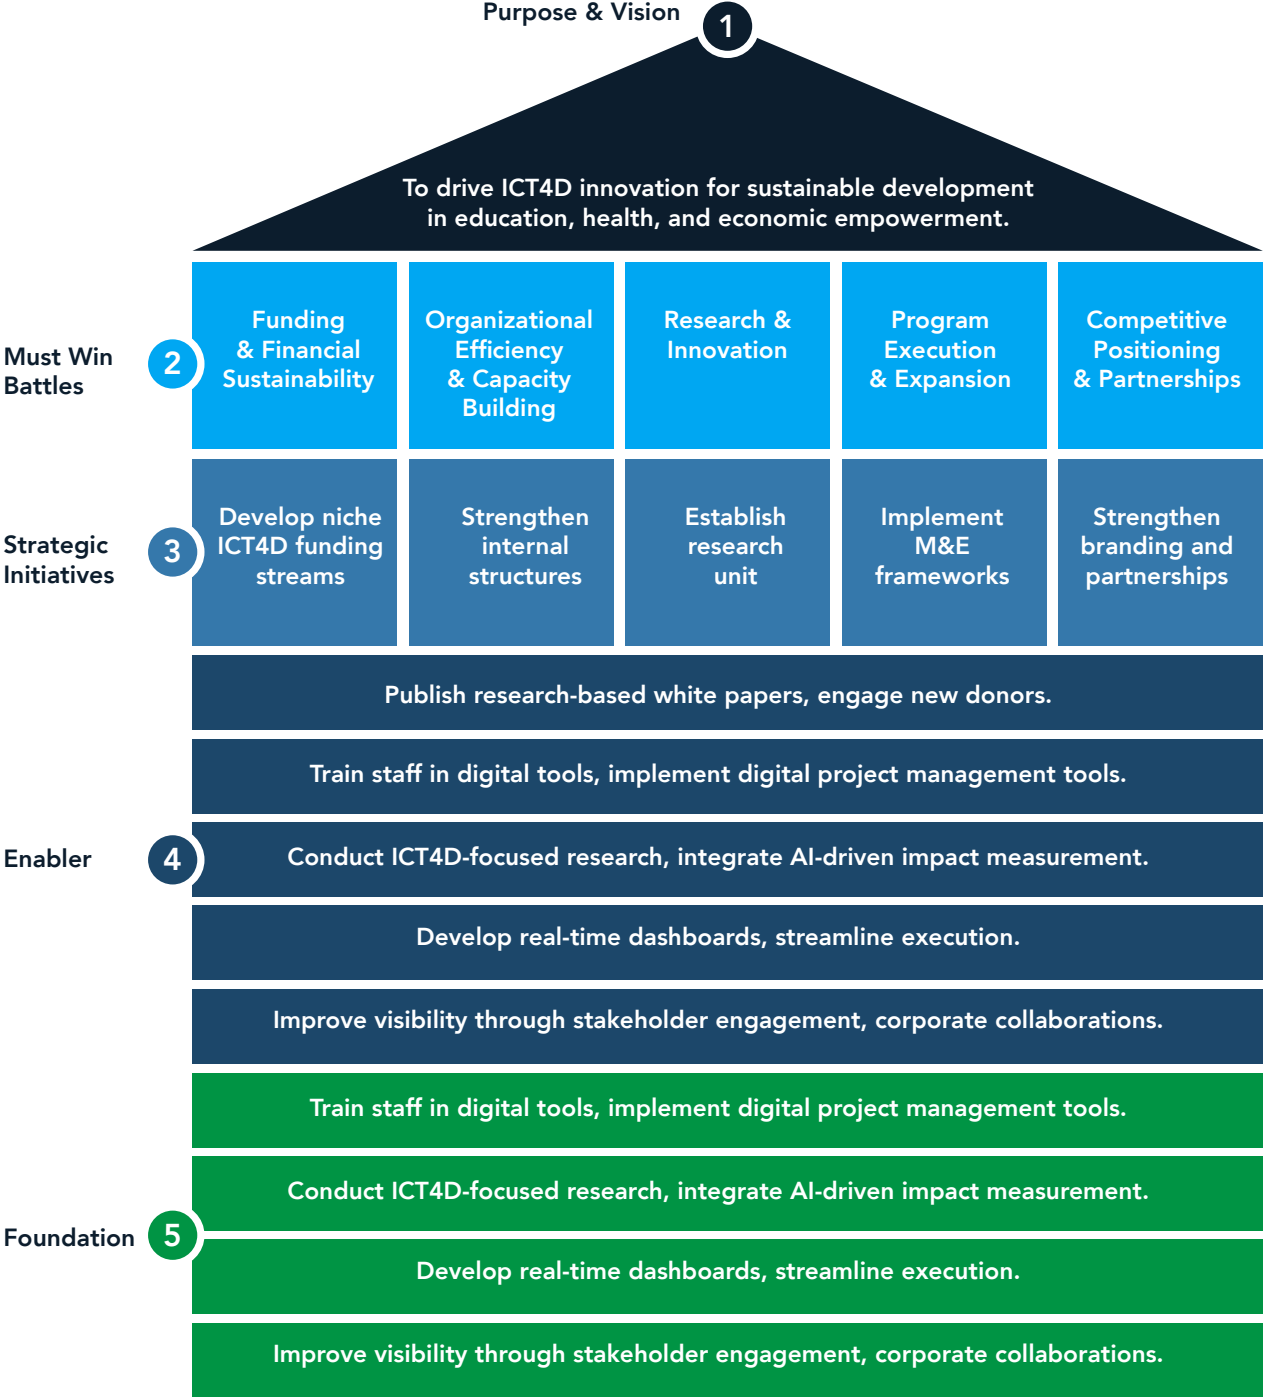 Purpose & Vision
1
To drive ICT4D innovation for sustainable development
in education, health, and economic empowerment.
Must Win
Battles
2
Funding
& Financial
Sustainability
Organizational
Efficiency
& Capacity
Building
Research &
Innovation
Program
Execution
& Expansion
Competitive
Positioning
& Partnerships
Strategic
Initiatives
3
Develop niche
ICT4D funding
streams
Strengthen
internal
structures
Establish
research
unit
Implement
M&E
frameworks
Strengthen
branding and
partnerships
Enabler
4
Publish research-based white papers, engage new donors.
Train staff in digital tools, implement digital project management tools.
Conduct ICT4D-focused research, integrate AI-driven impact measurement.
Develop real-time dashboards, streamline execution.
Improve visibility through stakeholder engagement, corporate collaborations.
Foundation
5
Train staff in digital tools, implement digital project management tools.
Conduct ICT4D-focused research, integrate AI-driven impact measurement.
Develop real-time dashboards, streamline execution.
Improve visibility through stakeholder engagement, corporate collaborations.